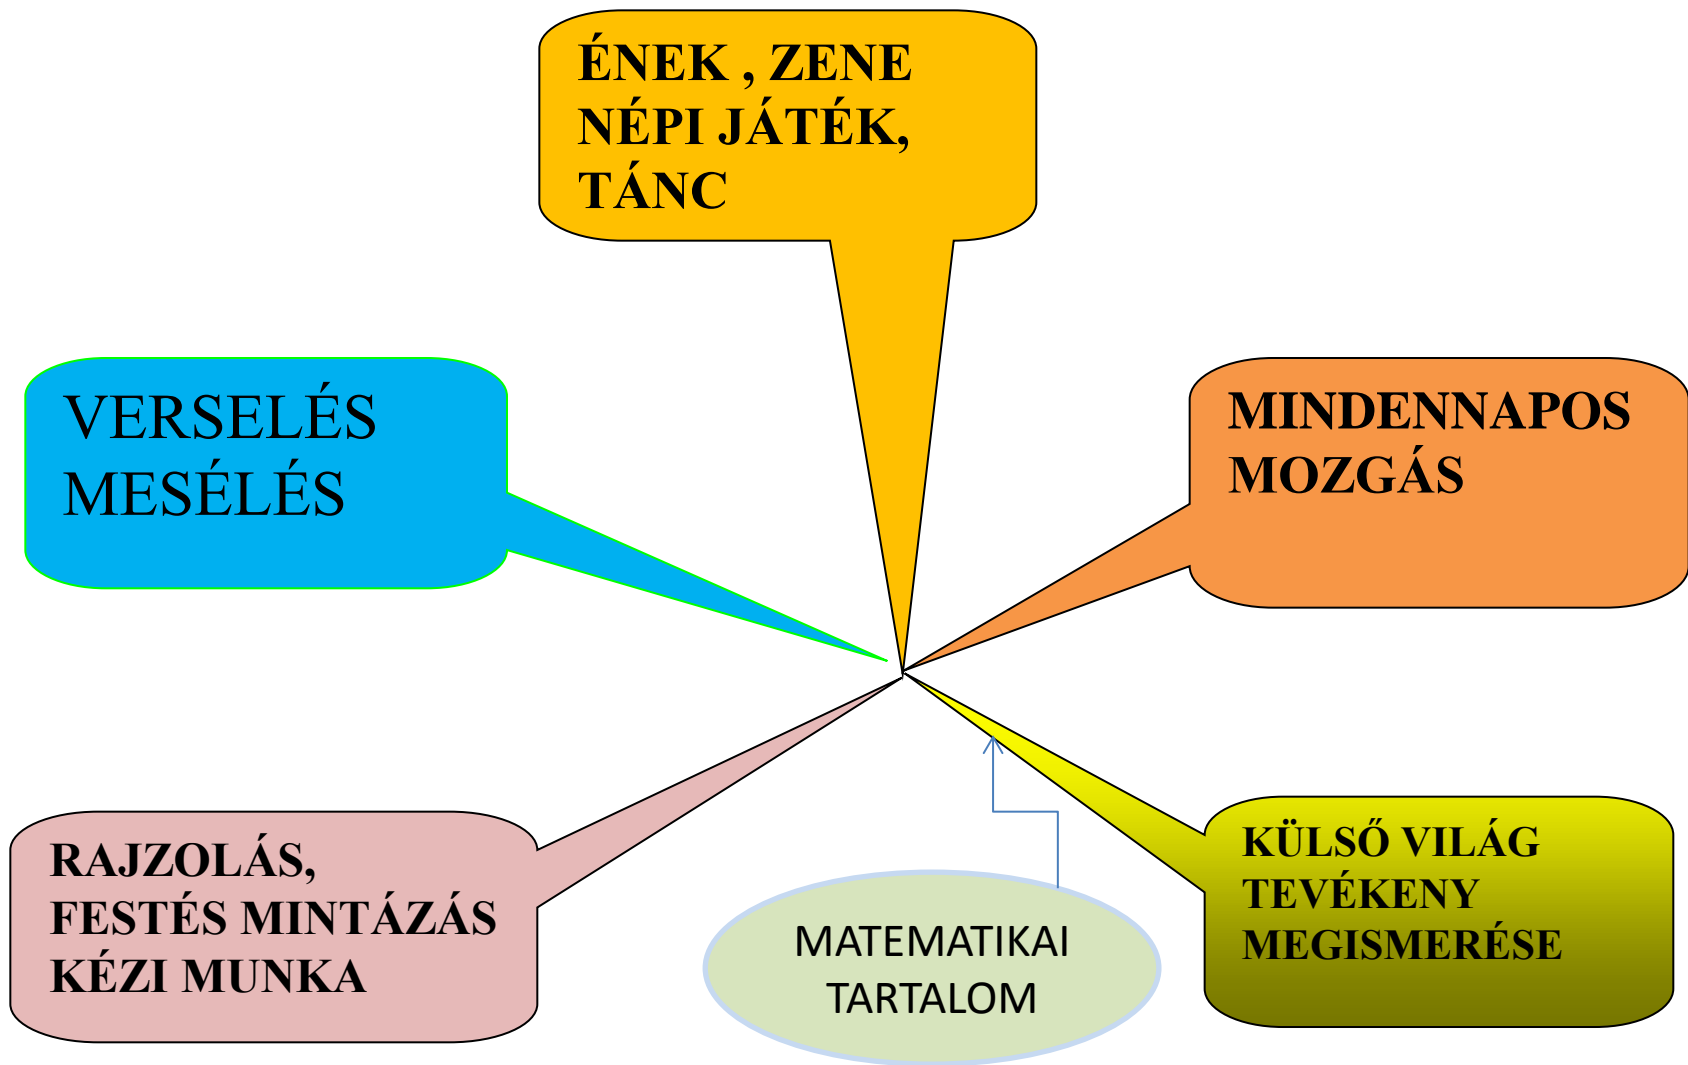 ÉNEK , ZENE
NÉPI JÁTÉK,
TÁNC
VERSELÉS
MESÉLÉS
MINDENNAPOS
MOZGÁS
RAJZOLÁS,
FESTÉS MINTÁZÁS
KÉZI MUNKA
MATEMATIKAI
TARTALOM
KÜLSŐ VILÁG
TEVÉKENY
MEGISMERÉSE